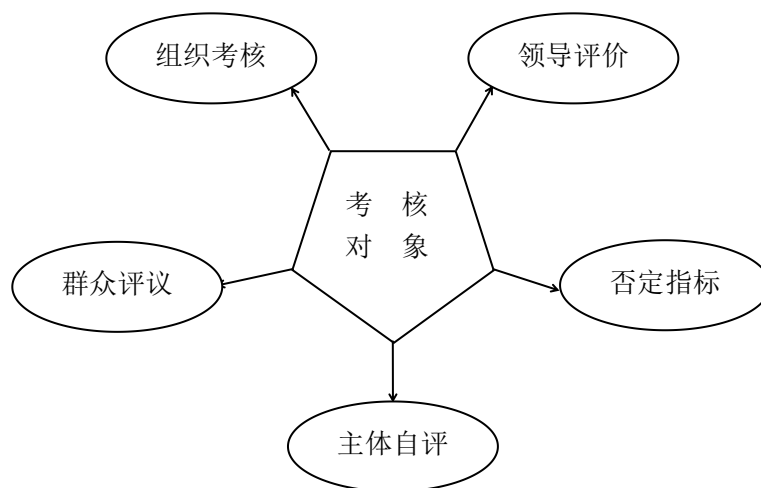 组织考核
领导评价
考 核
对 象
群众评议
否定指标
主体自评